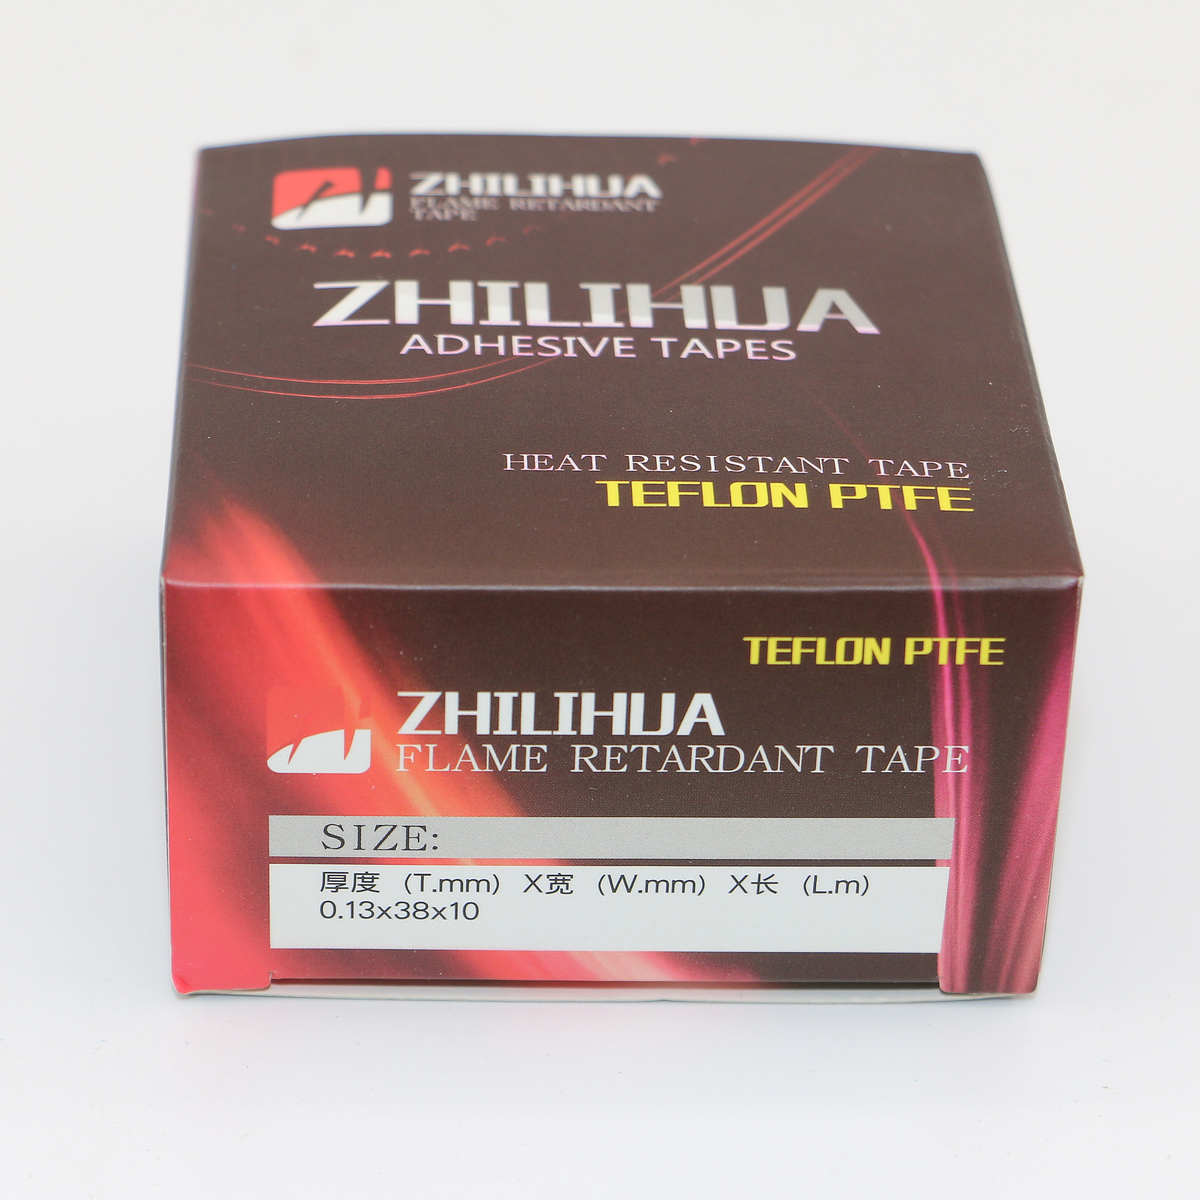 ZHILIHUA
FLAME RETARDANT
TAPE
ZHILIHUA
ADHESIVE TAPES
HEAT RESISTANT TAPE
TEFLON PTFE
TEFLON PTFE
ZHILIHUA
FLAME RETARDANT TAPE
SIZE:
厚度 (T.mm) X宽 (W.mm) X长 (L.m)
0.13x38x10